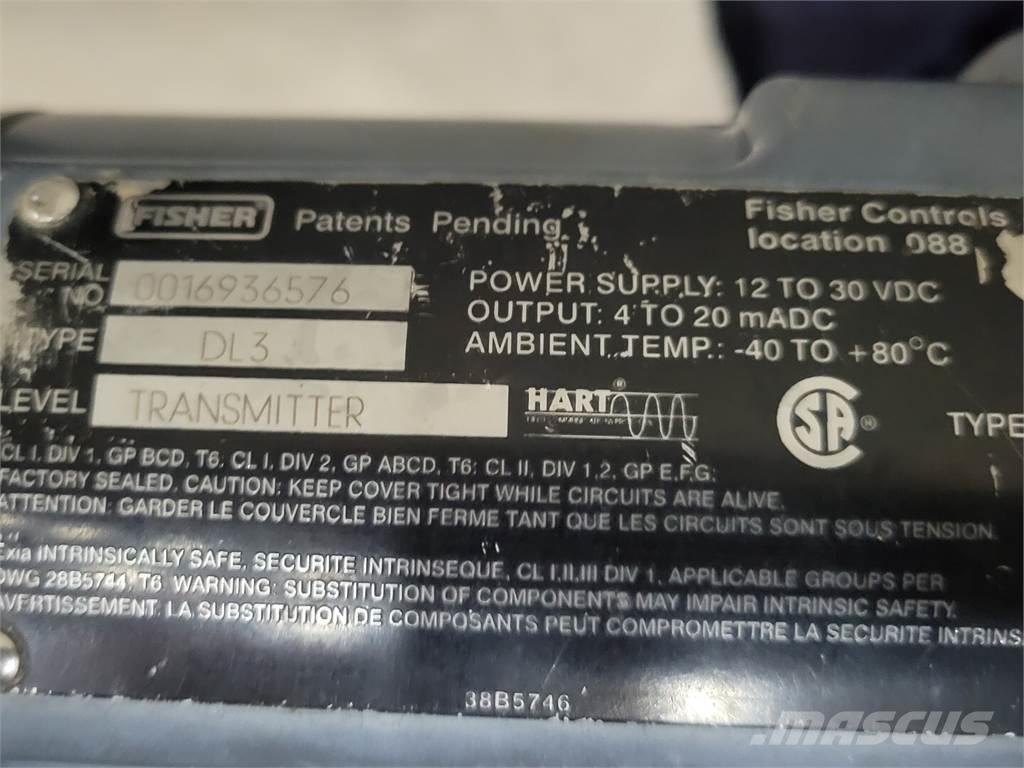 FISHER Patents Pending
Fisher Controls
location 088
SERIAL NO. 0016936576
TYPE DL3
LEVEL TRANSMITTER
POWER SUPPLY: 12 TO 30 VDC
OUTPUT: 4 TO 20 mADC
AMBIENT TEMP.: -40 TO +80°C
HART®
CSA®
TYPE
CL I, DIV 1, GP BCD, T6; CL I, DIV 2, GP ABCD, T6; CL II, DIV 1,2, GP E,F,G;
FACTORY SEALED. CAUTION: KEEP COVER TIGHT WHILE CIRCUITS ARE ALIVE.
ATTENTION: GARDER LE COUVERCLE BIEN FERME TANT QUE LES CIRCUITS SONT SOUS TENSION.
Exia INTRINSICALLY SAFE, SECURITE INTRINSEQUE, CL I,II,III DIV 1, APPLICABLE GROUPS PER
DWG 28B5744, T6 WARNING: SUBSTITUTION OF COMPONENTS MAY IMPAIR INTRINSIC SAFETY.
AVERTISSEMENT. LA SUBSTITUTION DE COMPOSANTS PEUT COMPROMETTRE LA SECURITE INTRINS
38B5746
MASCUS